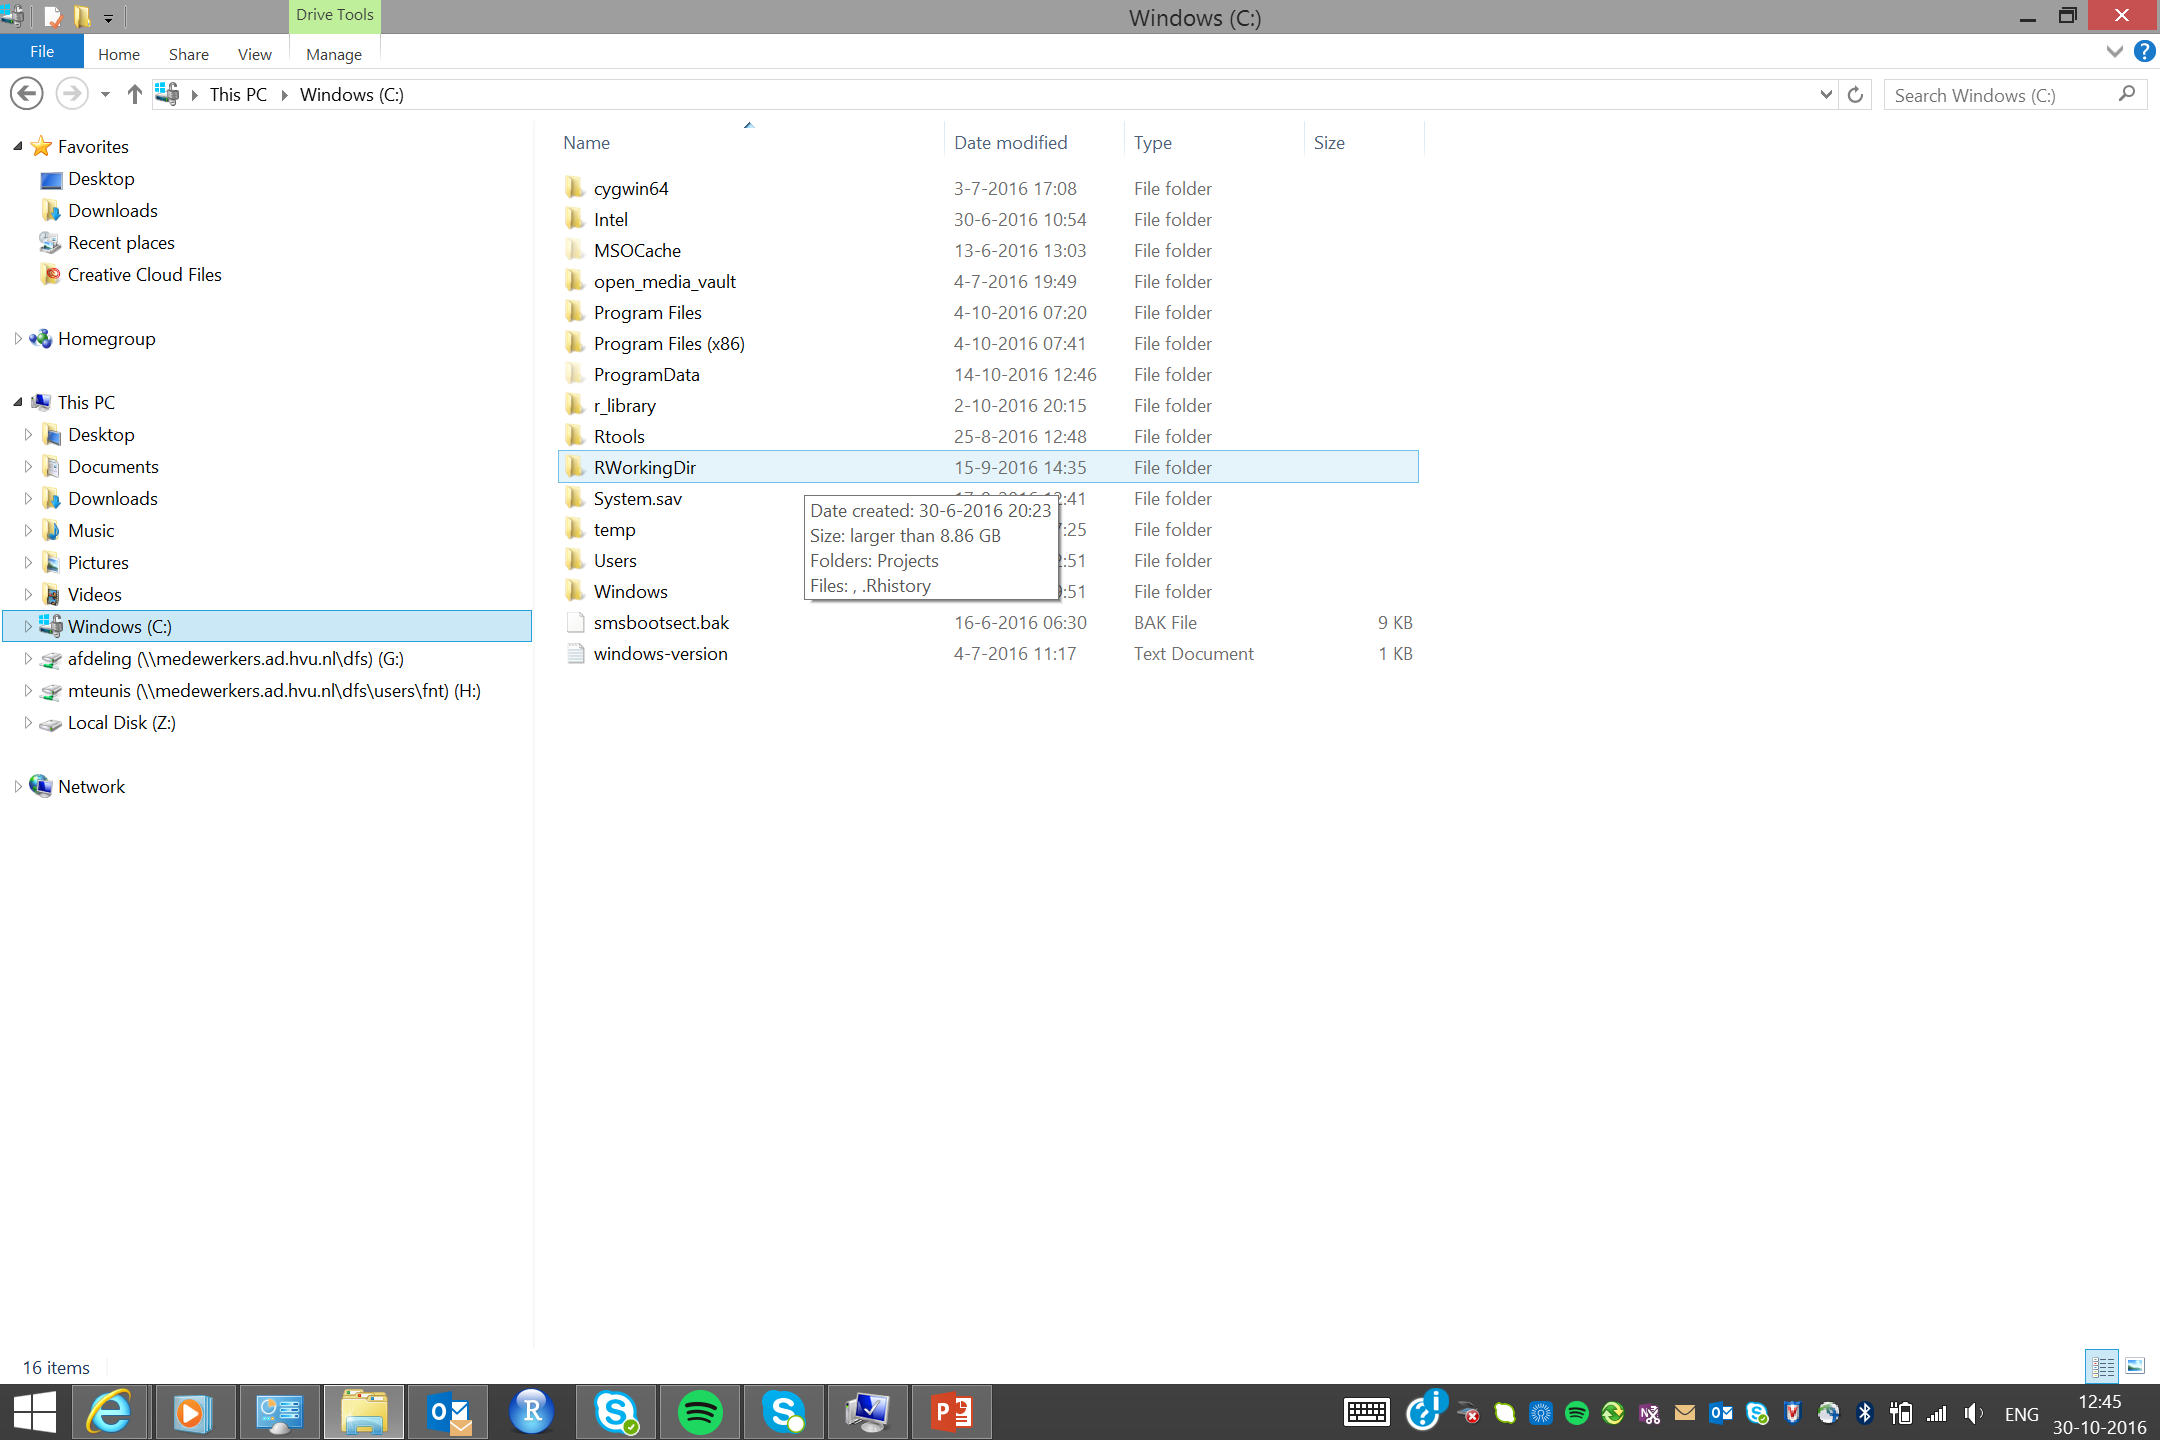 Drive Tools
Windows (C:)
File Home Share View Manage
This PC Windows (C:)
Search Windows (C:)
Favorites
Desktop
Downloads
Recent places
Creative Cloud Files
Homegroup
This PC
Desktop
Documents
Downloads
Music
Pictures
Videos
Windows (C:)
afdeling (\\medewerkers.ad.hvu.nl\dfs) (G:)
mteunis (\\medewerkers.ad.hvu.nl\dfs\users\fnt) (H:)
Local Disk (Z:)
Network
Name Date modified Type Size
cygwin64 3-7-2016 17:08 File folder
Intel 30-6-2016 10:54 File folder
MSOCache 13-6-2016 13:03 File folder
open_media_vault 4-7-2016 19:49 File folder
Program Files 4-10-2016 07:20 File folder
Program Files (x86) 4-10-2016 07:41 File folder
ProgramData 14-10-2016 12:46 File folder
r_library 2-10-2016 20:15 File folder
Rtools 25-8-2016 12:48 File folder
RWorkingDir 15-9-2016 14:35 File folder
System.sav :41 File folder
temp :25 File folder
Users :51 File folder
Windows :51 File folder
smsbootsect.bak 16-6-2016 06:30 BAK File 9 KB
windows-version 4-7-2016 11:17 Text Document 1 KB
Date created: 30-6-2016 20:23
Size: larger than 8.86 GB
Folders: Projects
Files: , .Rhistory
16 items
ENG
12:45
30-10-2016